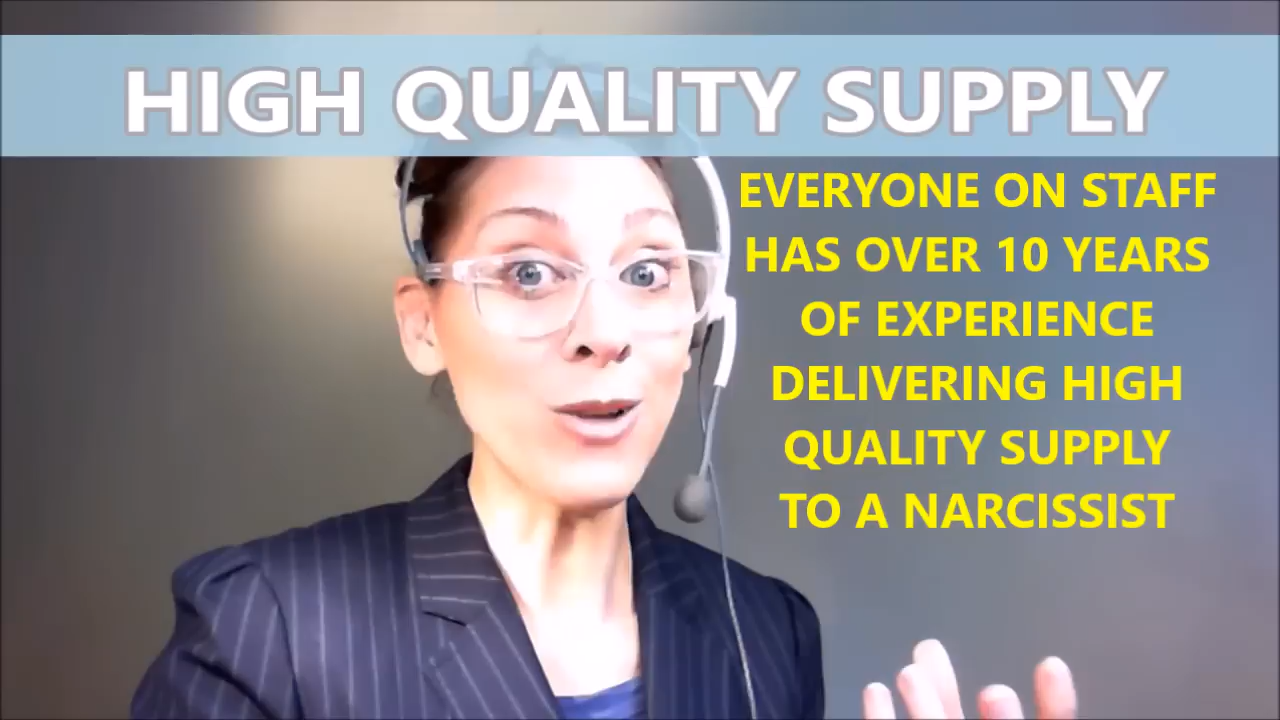 HIGH QUALITY SUPPLY
EVERYONE ON STAFF
HAS OVER 10 YEARS
OF EXPERIENCE
DELIVERING HIGH
QUALITY SUPPLY
TO A NARCISSIST